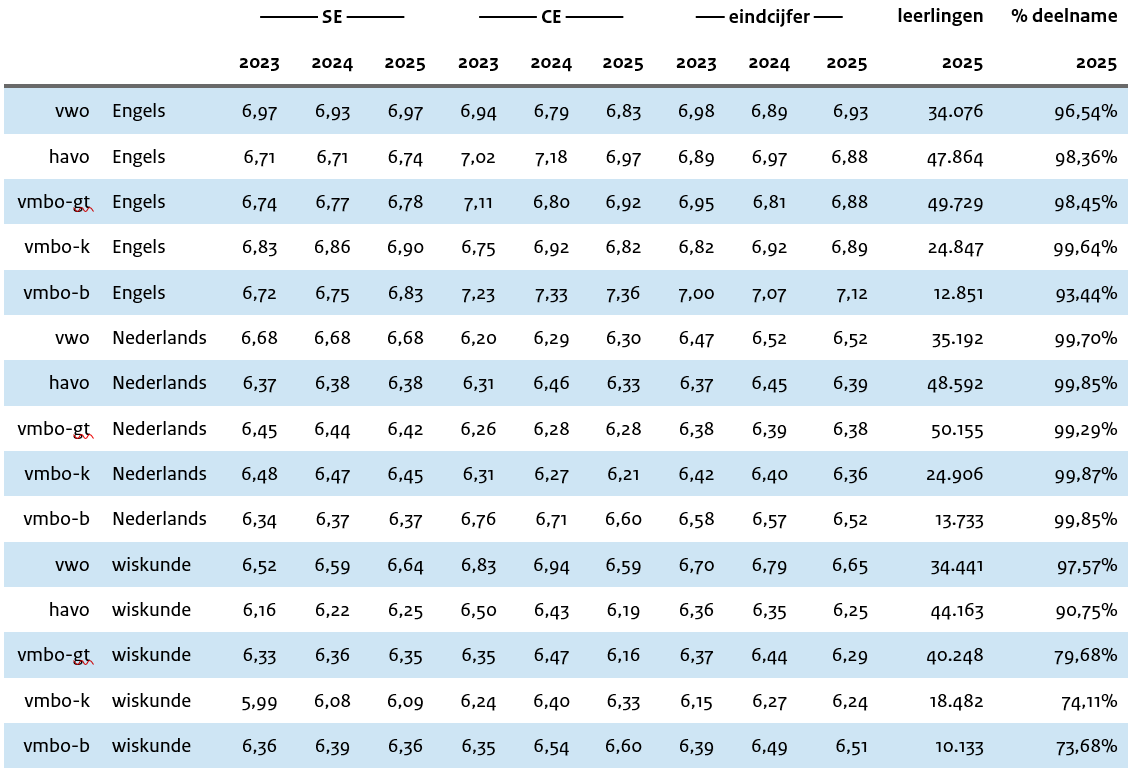 SE CE eindcijfer leerlingen % deelname
2023 2024 2025 2023 2024 2025 2023 2024 2025 2025 2025
vwo Engels 6,97 6,93 6,97 6,94 6,79 6,83 6,98 6,89 6,93 34.076 96,54%
havo Engels 6,71 6,71 6,74 7,02 7,18 6,97 6,89 6,97 6,88 47.864 98,36%
vmbo-gt Engels 6,74 6,77 6,78 7,11 6,80 6,92 6,95 6,81 6,88 49.729 98,45%
vmbo-k Engels 6,83 6,86 6,90 6,75 6,92 6,82 6,82 6,92 6,89 24.847 99,64%
vmbo-b Engels 6,72 6,75 6,83 7,23 7,33 7,36 7,00 7,07 7,12 12.851 93,44%
vwo Nederlands 6,68 6,68 6,68 6,20 6,29 6,30 6,47 6,52 6,52 35.192 99,70%
havo Nederlands 6,37 6,38 6,38 6,31 6,46 6,33 6,37 6,45 6,39 48.592 99,85%
vmbo-gt Nederlands 6,45 6,44 6,42 6,26 6,28 6,28 6,38 6,39 6,38 50.155 99,29%
vmbo-k Nederlands 6,48 6,47 6,45 6,31 6,27 6,21 6,42 6,40 6,36 24.906 99,87%
vmbo-b Nederlands 6,34 6,37 6,37 6,76 6,71 6,60 6,58 6,57 6,52 13.733 99,85%
vwo wiskunde 6,52 6,59 6,64 6,83 6,94 6,59 6,70 6,79 6,65 34.441 97,57%
havo wiskunde 6,16 6,22 6,25 6,50 6,43 6,19 6,36 6,35 6,25 44.163 90,75%
vmbo-gt wiskunde 6,33 6,36 6,35 6,35 6,47 6,16 6,37 6,44 6,29 40.248 79,68%
vmbo-k wiskunde 5,99 6,08 6,09 6,24 6,40 6,33 6,15 6,27 6,24 18.482 74,11%
vmbo-b wiskunde 6,36 6,39 6,36 6,35 6,54 6,60 6,39 6,49 6,51 10.133 73,68%